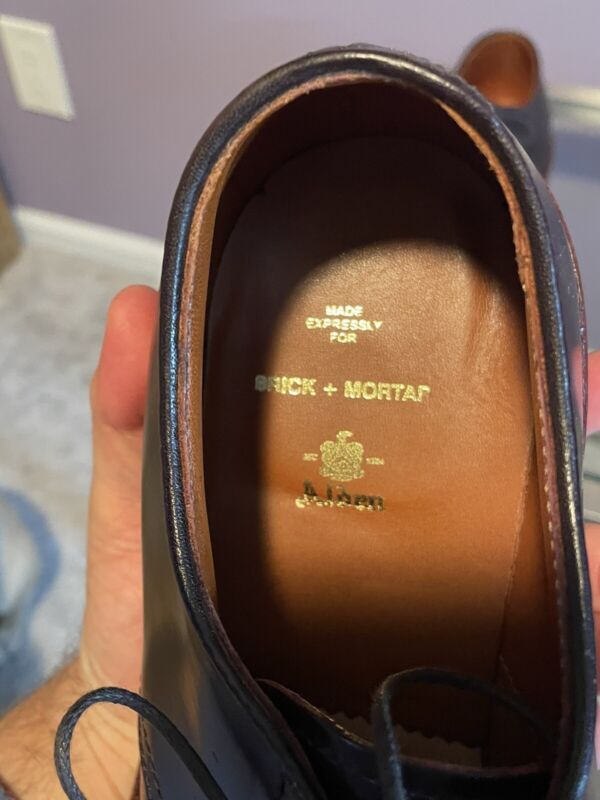 MADE
EXPRESSLY
FOR
BRICK + MORTAR
Alden